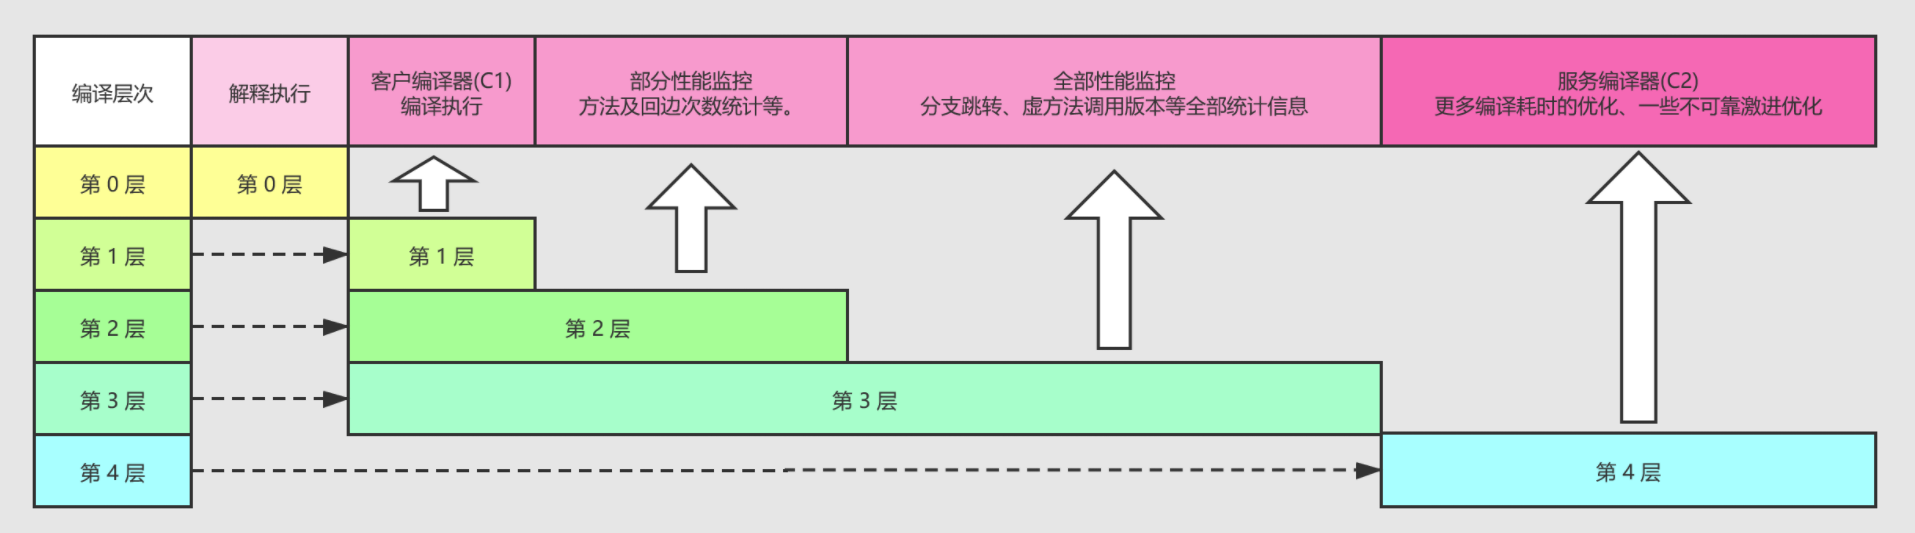 编译层次
解释执行
客户编译器(C1)
编译执行
部分性能监控
方法及回边次数统计等。
全部性能监控
分支跳转、虚方法调用版本等全部统计信息
服务编译器(C2)
更多编译耗时的优化、一些不可靠激进优化
第 0 层
第 0 层
第 1 层
第 1 层
第 2 层
第 2 层
第 3 层
第 3 层
第 4 层
第 4 层